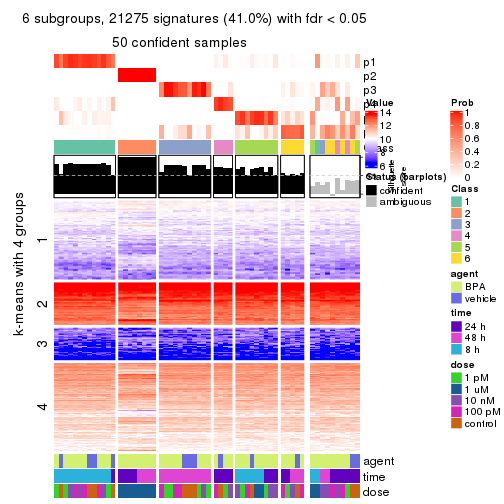 6 subgroups, 21275 signatures (41.0%) with fdr < 0.05
50 confident samples
p1
p2
p3
Value
14
12
10
8
6
Status (barplots)
confident
ambiguous
Prob
1
0.8
0.6
0.4
0.2
0
Class
1
2
3
4
5
6
agent
BPA
vehicle
time
24 h
48 h
8 h
dose
1 pM
1 uM
10 nM
100 pM
control
k-means with 4 groups
1
2
3
4
agent
time
dose